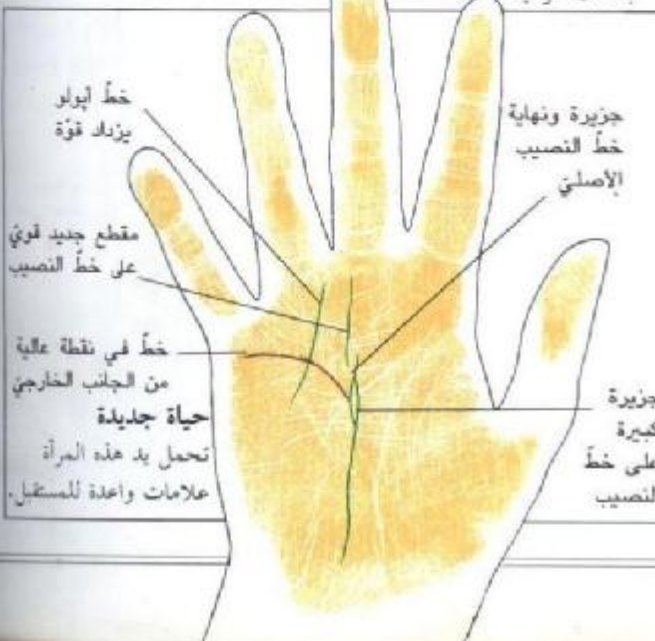 خطّ أپولو
يزداد قوّة
جزيرة ونهاية
خطّ النصيب
الأصليّ
مقطع جديد قويّ
على خطّ النصيب
خطّ في نقطة عالية
من الجانب الخارجيّ
حياة جديدة
تحمل يد هذه المرأة
علامات واعدة للمستقبل.
جزيرة
كبيرة
على خطّ
النصيب